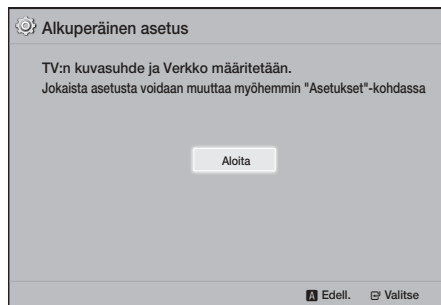 Alkuperäinen asetus
TV:n kuvasuhde ja Verkko määritetään.
Jokaista asetusta voidaan muuttaa myöhemmin "Asetukset"-kohdassa
Aloita
A Edell. Valitse